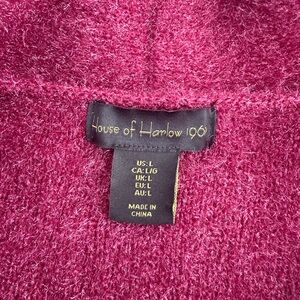 House of Harlow 1960
US: L
CA: L/G
UK: L
EU: L
AU: L
MADE IN
CHINA